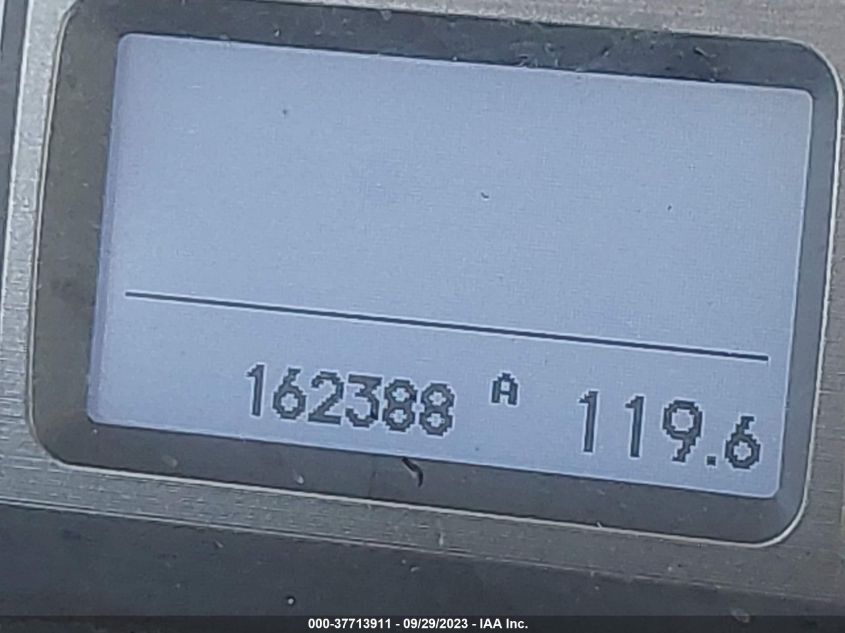 162388 A 119.6
000-37713911 - 09/29/2023 - IAA Inc.